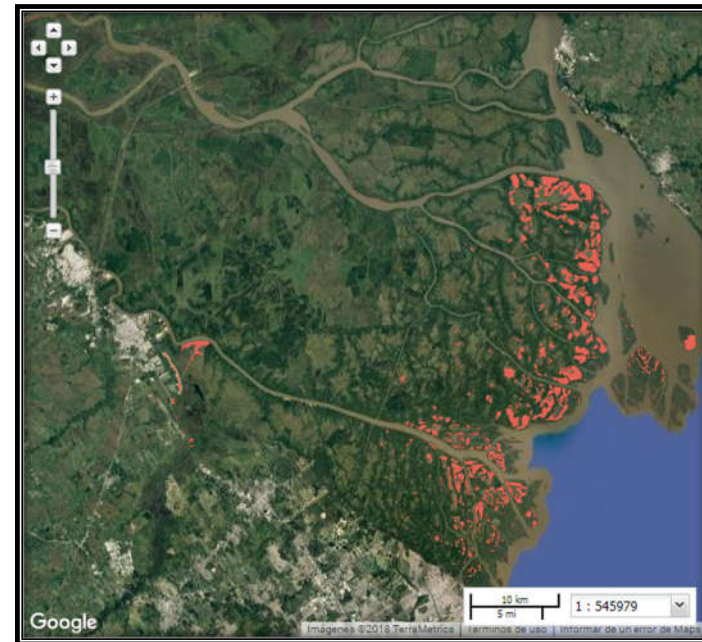 10 km
5 mi
1 : 545979
Google
Imágenes ©2018 TerraMetrics
Términos de uso
Informar de un error de Maps